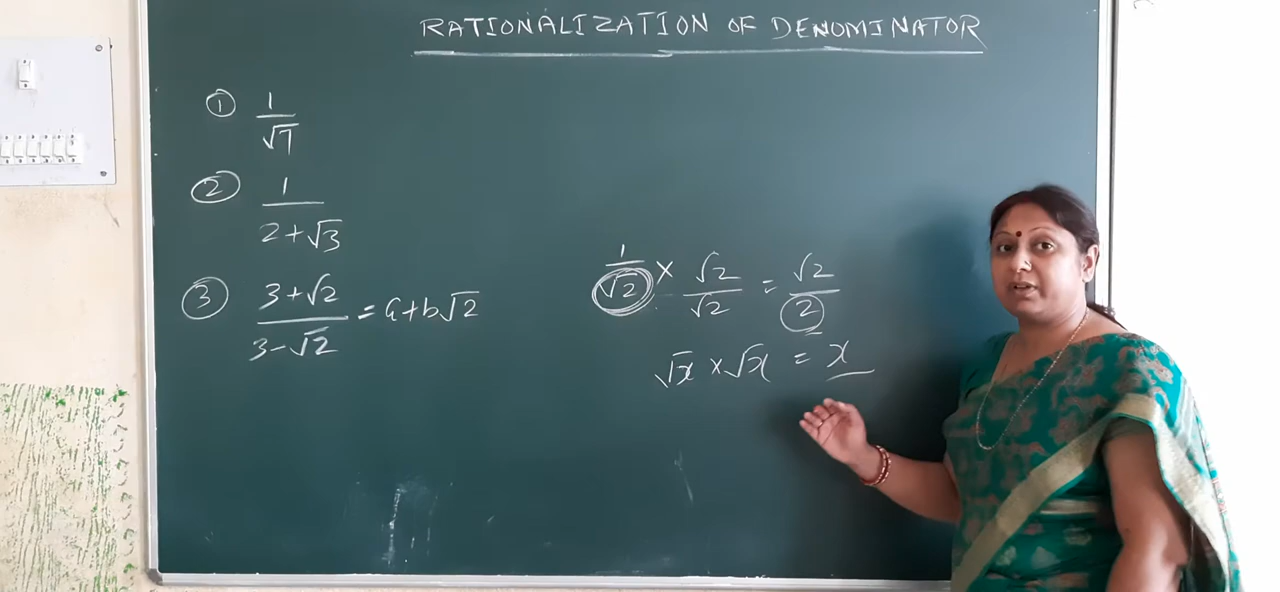 RATIONALIZATION OF DENOMINATOR
① 1/√7
② 1/2+√3
③ 3+√2/3-√2 = a+b√2
1/√2 × √2/√2 = √2/2
√x × √x = x